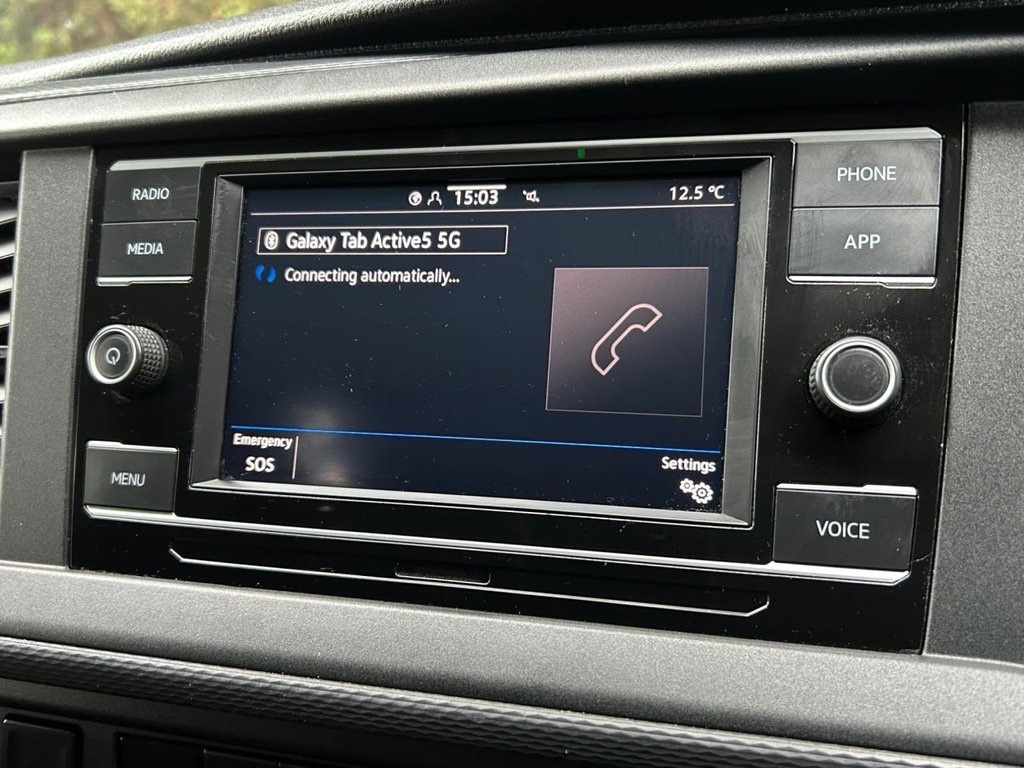 RADIO
MEDIA
MENU
15:03
12.5 °C
Galaxy Tab Active5 5G
Connecting automatically...
Emergency
SOS
Settings
PHONE
APP
VOICE